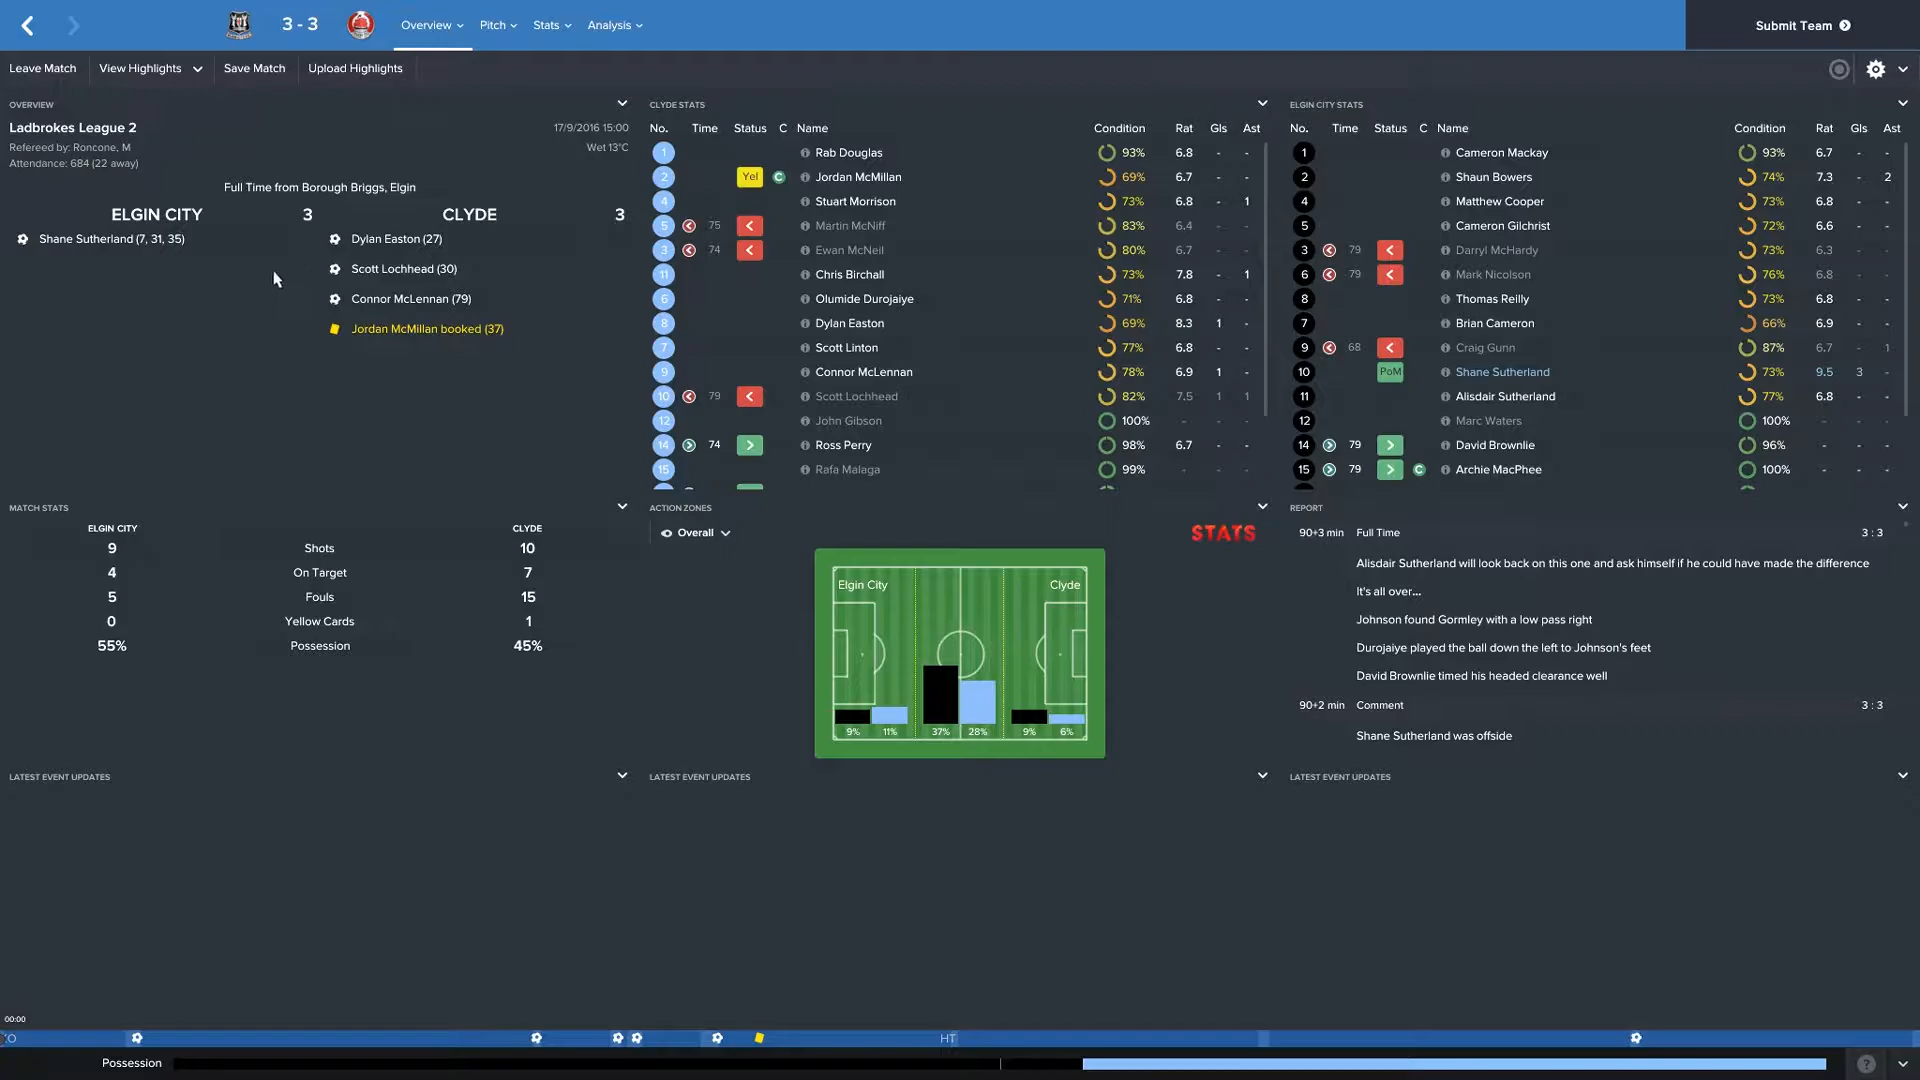 3 - 3
Overview
Pitch
Stats
Analysis
Submit Team
Leave Match
View Highlights
Save Match
Upload Highlights
OVERVIEW
Ladbrokes League 2
17/9/2016 15:00
Refereed by: Roncone, M
Wet 13°C
Attendance: 684 (22 away)
Full Time from Borough Briggs, Elgin
ELGIN CITY 3 CLYDE 3
Shane Sutherland (7, 31, 35)
Dylan Easton (27)
Scott Lochhead (30)
Connor McLennan (79)
Jordan McMillan booked (37)
CLYDE STATS
No. Time Status C Name Condition Rat Gls Ast
1 Rab Douglas 93% 6.8 - -
2 Yel C Jordan McMillan 69% 6.7 - -
4 Stuart Morrison 73% 6.8 - 1
5 75 Martin McNiff 83% 6.4 - -
3 74 Ewan McNeil 80% 6.7 - -
11 Chris Birchall 73% 7.8 - 1
6 Olumide Durojaiye 71% 6.8 - -
8 Dylan Easton 69% 8.3 1 -
7 Scott Linton 77% 6.8 - -
9 Connor McLennan 78% 6.9 1 -
10 79 Scott Lochhead 82% 7.5 1 1
12 John Gibson 100% - - -
14 74 Ross Perry 98% 6.7 - -
15 Rafa Malaga 99% - - -
ELGIN CITY STATS
No. Time Status C Name Condition Rat Gls Ast
1 Cameron Mackay 93% 6.7 - -
2 Shaun Bowers 74% 7.3 - 2
4 Matthew Cooper 73% 6.8 - -
5 Cameron Gilchrist 72% 6.6 - -
3 79 Darryl McHardy 73% 6.3 - -
6 79 Mark Nicolson 76% 6.8 - -
8 Thomas Reilly 73% 6.8 - -
7 Brian Cameron 66% 6.9 - -
9 68 Craig Gunn 87% 6.7 - 1
10 PoM Shane Sutherland 73% 9.5 3 -
11 Alisdair Sutherland 77% 6.8 - -
12 Marc Waters 100% - - -
14 79 David Brownlie 96% - - -
15 79 C Archie MacPhee 100% - - -
MATCH STATS
ELGIN CITY CLYDE
9 Shots 10
4 On Target 7
5 Fouls 15
0 Yellow Cards 1
55% Possession 45%
ACTION ZONES
Overall
STATS
Elgin City Clyde
9% 11% 37% 28% 9% 6%
REPORT
90+3 min Full Time 3 : 3
Alisdair Sutherland will look back on this one and ask himself if he could have made the difference
It's all over...
Johnson found Gormley with a low pass right
Durojaiye played the ball down the left to Johnson's feet
David Brownlie timed his headed clearance well
90+2 min Comment 3 : 3
Shane Sutherland was offside
LATEST EVENT UPDATES
LATEST EVENT UPDATES
LATEST EVENT UPDATES
00:00
HT
Possession
?